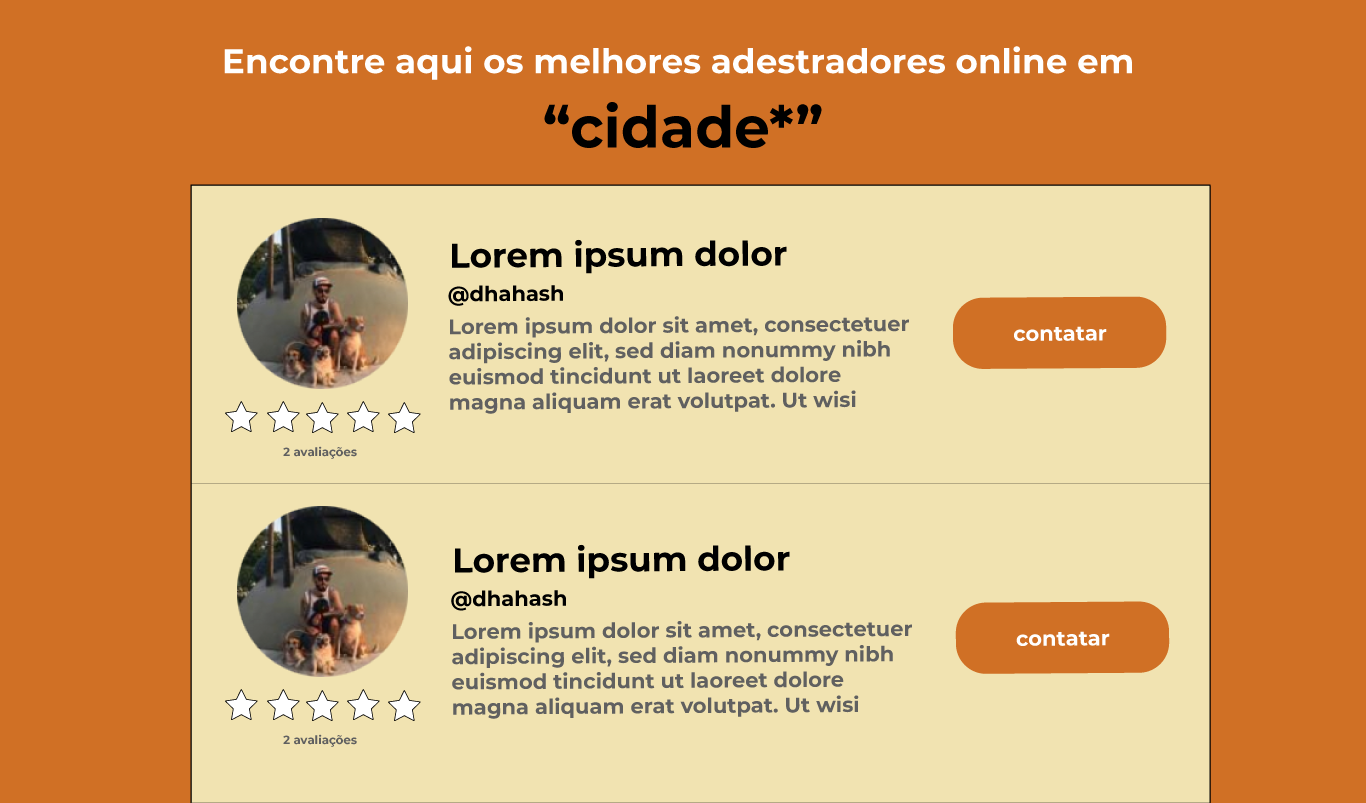 Encontre aqui os melhores adestradores online em
“cidade*”
Lorem ipsum dolor
@dhahash
Lorem ipsum dolor sit amet, consectetuer
adipiscing elit, sed diam nonummy nibh
euismod tincidunt ut laoreet dolore
magna aliquam erat volutpat. Ut wisi
contatar
2 avaliações
Lorem ipsum dolor
@dhahash
Lorem ipsum dolor sit amet, consectetuer
adipiscing elit, sed diam nonummy nibh
euismod tincidunt ut laoreet dolore
magna aliquam erat volutpat. Ut wisi
contatar
2 avaliações